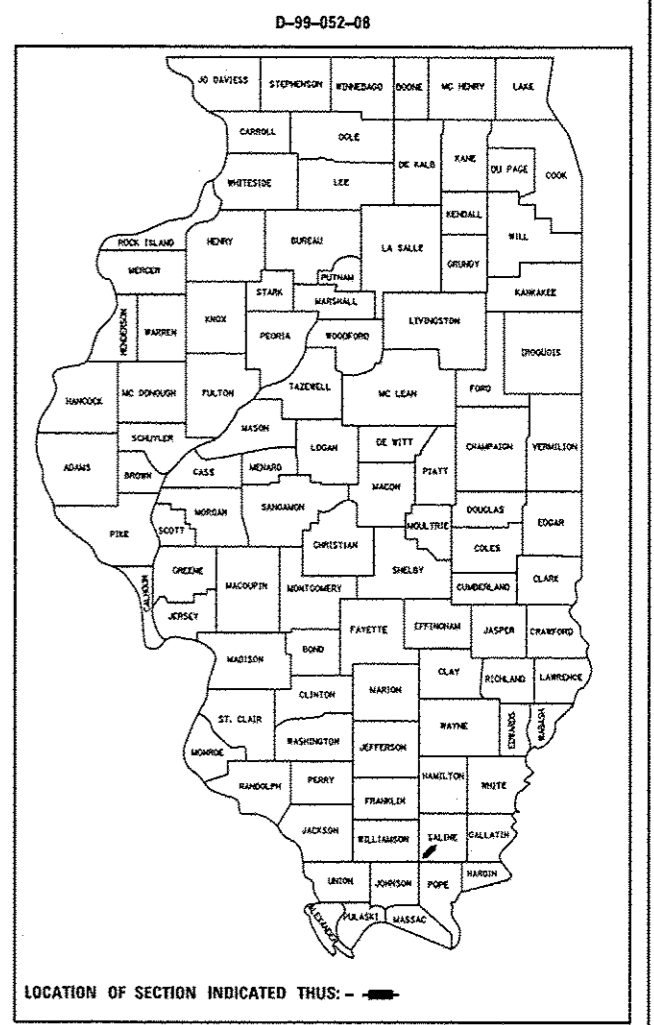 D-99-052-08
JO DAVIESS STEPHENSON WINNEBAGO BOONE MC HENRY LAKE
CARROLL OGLE DE KALB KANE DU PAGE COOK
WHITESIDE LEE
KENDALL WILL
ROCK ISLAND HENRY BUREAU LA SALLE GRUNDY
MERCER PUTNAM
STARK MARSHALL KANKAKEE
HENDERSON WARREN KNOX PEORIA WOODFORD LIVINGSTON IROQUOIS
HANCOCK MC DONOUGH FULTON TAZEWELL MC LEAN FORD
MASON
SCHUYLER LOGAN DE WITT CHAMPAIGN VERMILION
ADAMS BROWN CASS MENARD PIATT
MACON
PIKE SCOTT MORGAN SANGAMON MOULTRIE DOUGLAS EDGAR
CHRISTIAN COLES
CALHOUN GREENE MACOUPIN MONTGOMERY SHELBY CUMBERLAND CLARK
JERSEY
FAYETTE EFFINGHAM JASPER CRAWFORD
MADISON BOND
CLAY RICHLAND LAWRENCE
CLINTON MARION
ST. CLAIR WAYNE EDWARDS WABASH
MONROE WASHINGTON JEFFERSON
RANDOLPH PERRY HAMILTON WHITE
FRANKLIN
JACKSON WILLIAMSON SALINE GALLATIN
UNION JOHNSON POPE HARDIN
ALEXANDER PULASKI MASSAC
LOCATION OF SECTION INDICATED THUS: -